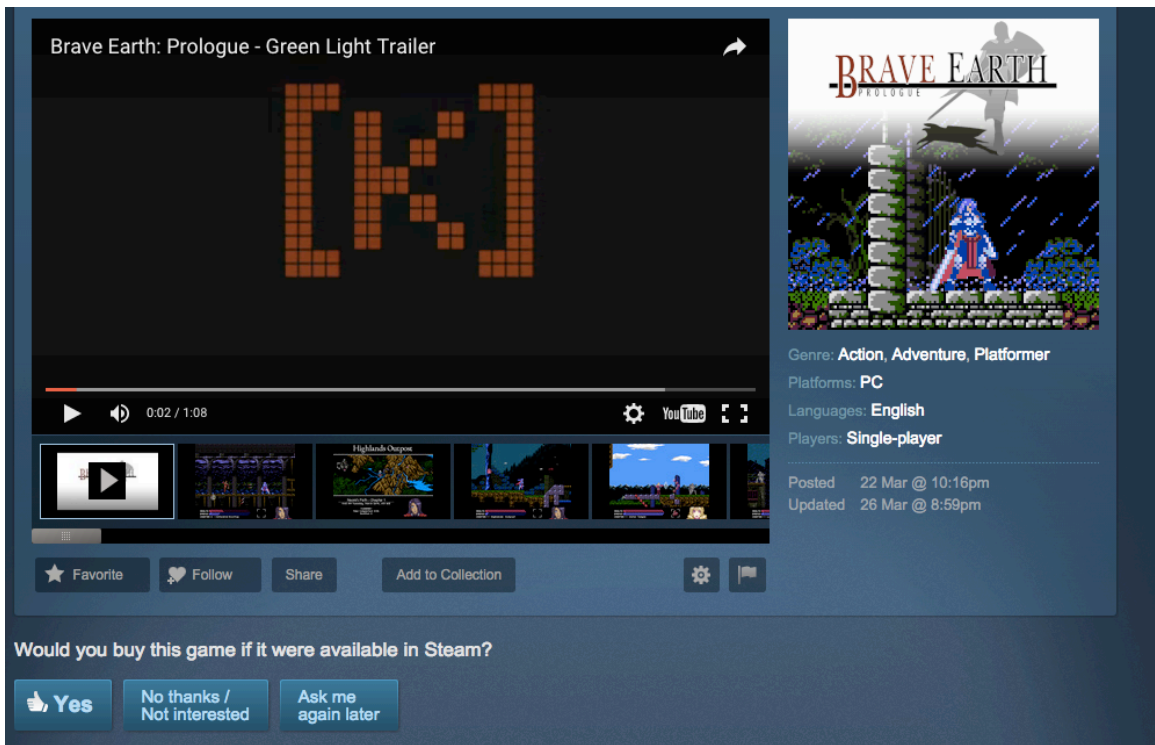 Brave Earth: Prologue - Green Light Trailer
[K]
0:02 / 1:08
YouTube
Highlands Outpost
BRAVE EARTH
PROLOGUE
Genre: Action, Adventure, Platformer
Platforms: PC
Languages: English
Players: Single-player
Posted 22 Mar @ 10:16pm
Updated 26 Mar @ 8:59pm
Favorite
Follow
Share
Add to Collection
Would you buy this game if it were available in Steam?
Yes
No thanks /
Not interested
Ask me
again later